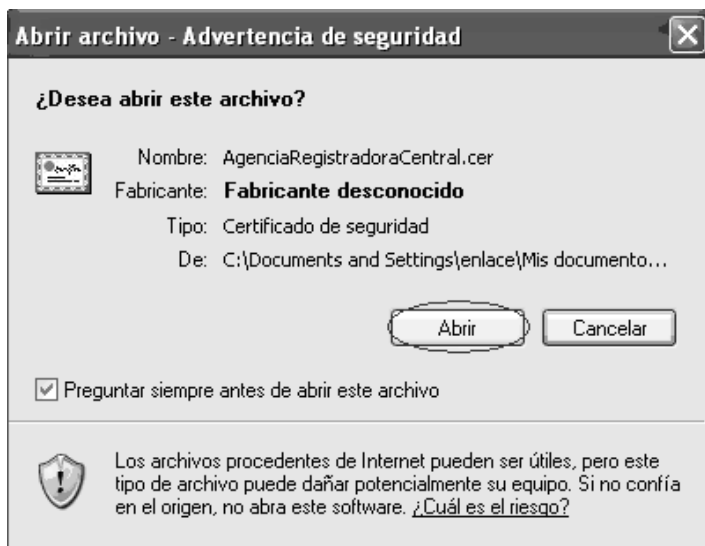 Abrir archivo - Advertencia de seguridad
¿Desea abrir este archivo?
Nombre: AgenciaRegistradoraCentral.cer
Fabricante: Fabricante desconocido
Tipo: Certificado de seguridad
De: C:\Documents and Settings\enlace\Mis documento...
Abrir Cancelar
Preguntar siempre antes de abrir este archivo
Los archivos procedentes de Internet pueden ser útiles, pero este
tipo de archivo puede dañar potencialmente su equipo. Si no confía
en el origen, no abra este software. ¿Cuál es el riesgo?